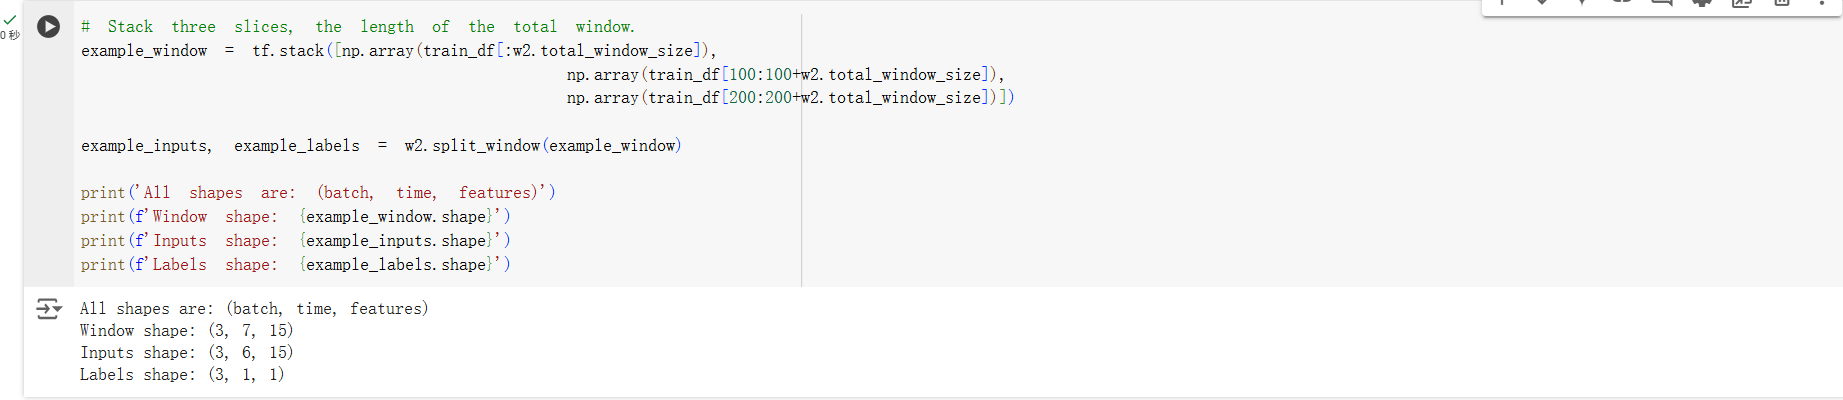 # Stack three slices, the length of the total window.
example_window = tf.stack([np.array(train_df[:w2.total_window_size]),
np.array(train_df[100:100+w2.total_window_size]),
np.array(train_df[200:200+w2.total_window_size])])
0 秒
example_inputs, example_labels = w2.split_window(example_window)
print('All shapes are: (batch, time, features)')
print(f'Window shape: {example_window.shape}')
print(f'Inputs shape: {example_inputs.shape}')
print(f'Labels shape: {example_labels.shape}')
All shapes are: (batch, time, features)
Window shape: (3, 7, 15)
Inputs shape: (3, 6, 15)
Labels shape: (3, 1, 1)